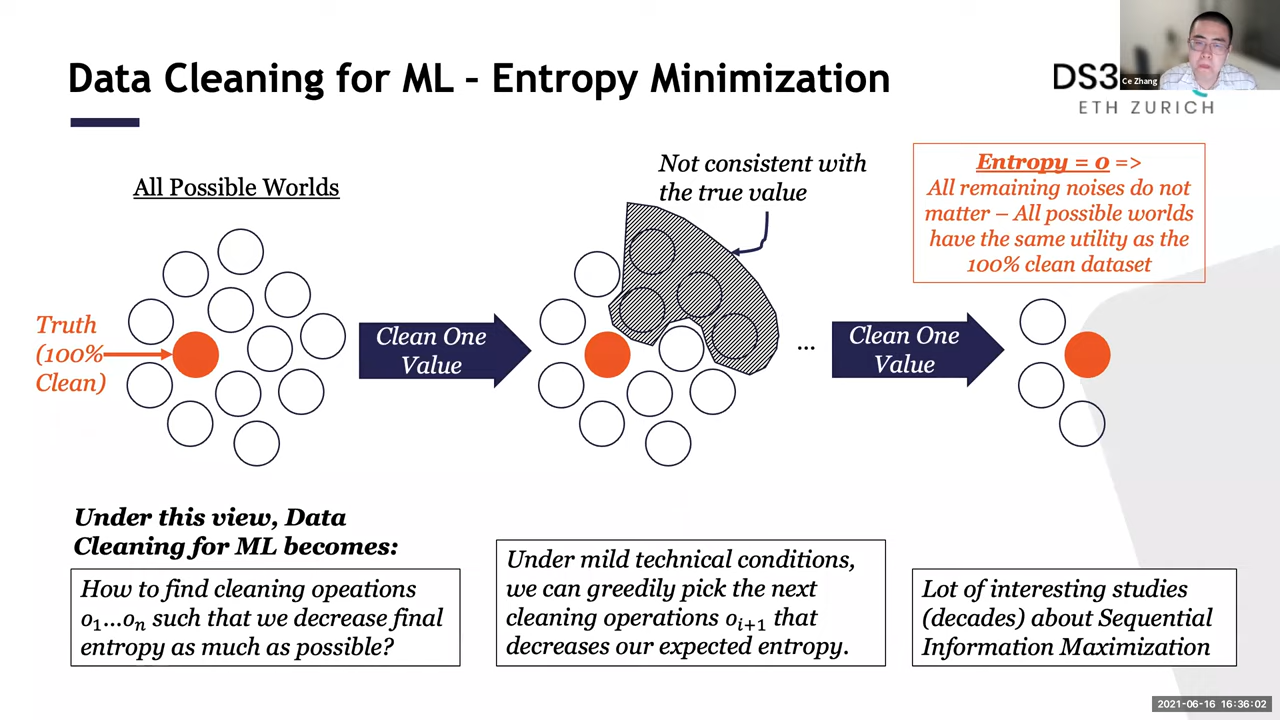 Data Cleaning for ML – Entropy Minimization
DS3
ETH ZURICH
Ce Zhang
All Possible Worlds
Truth
(100%
Clean)
Clean One
Value
Not consistent with
the true value
...
Clean One
Value
Entropy = 0 =>
All remaining noises do not
matter – All possible worlds
have the same utility as the
100% clean dataset
Under this view, Data
Cleaning for ML becomes:
How to find cleaning opeations
o₁...oₙ such that we decrease final
entropy as much as possible?
Under mild technical conditions,
we can greedily pick the next
cleaning operations oᵢ₊₁ that
decreases our expected entropy.
Lot of interesting studies
(decades) about Sequential
Information Maximization
2021-06-16 16:36:02